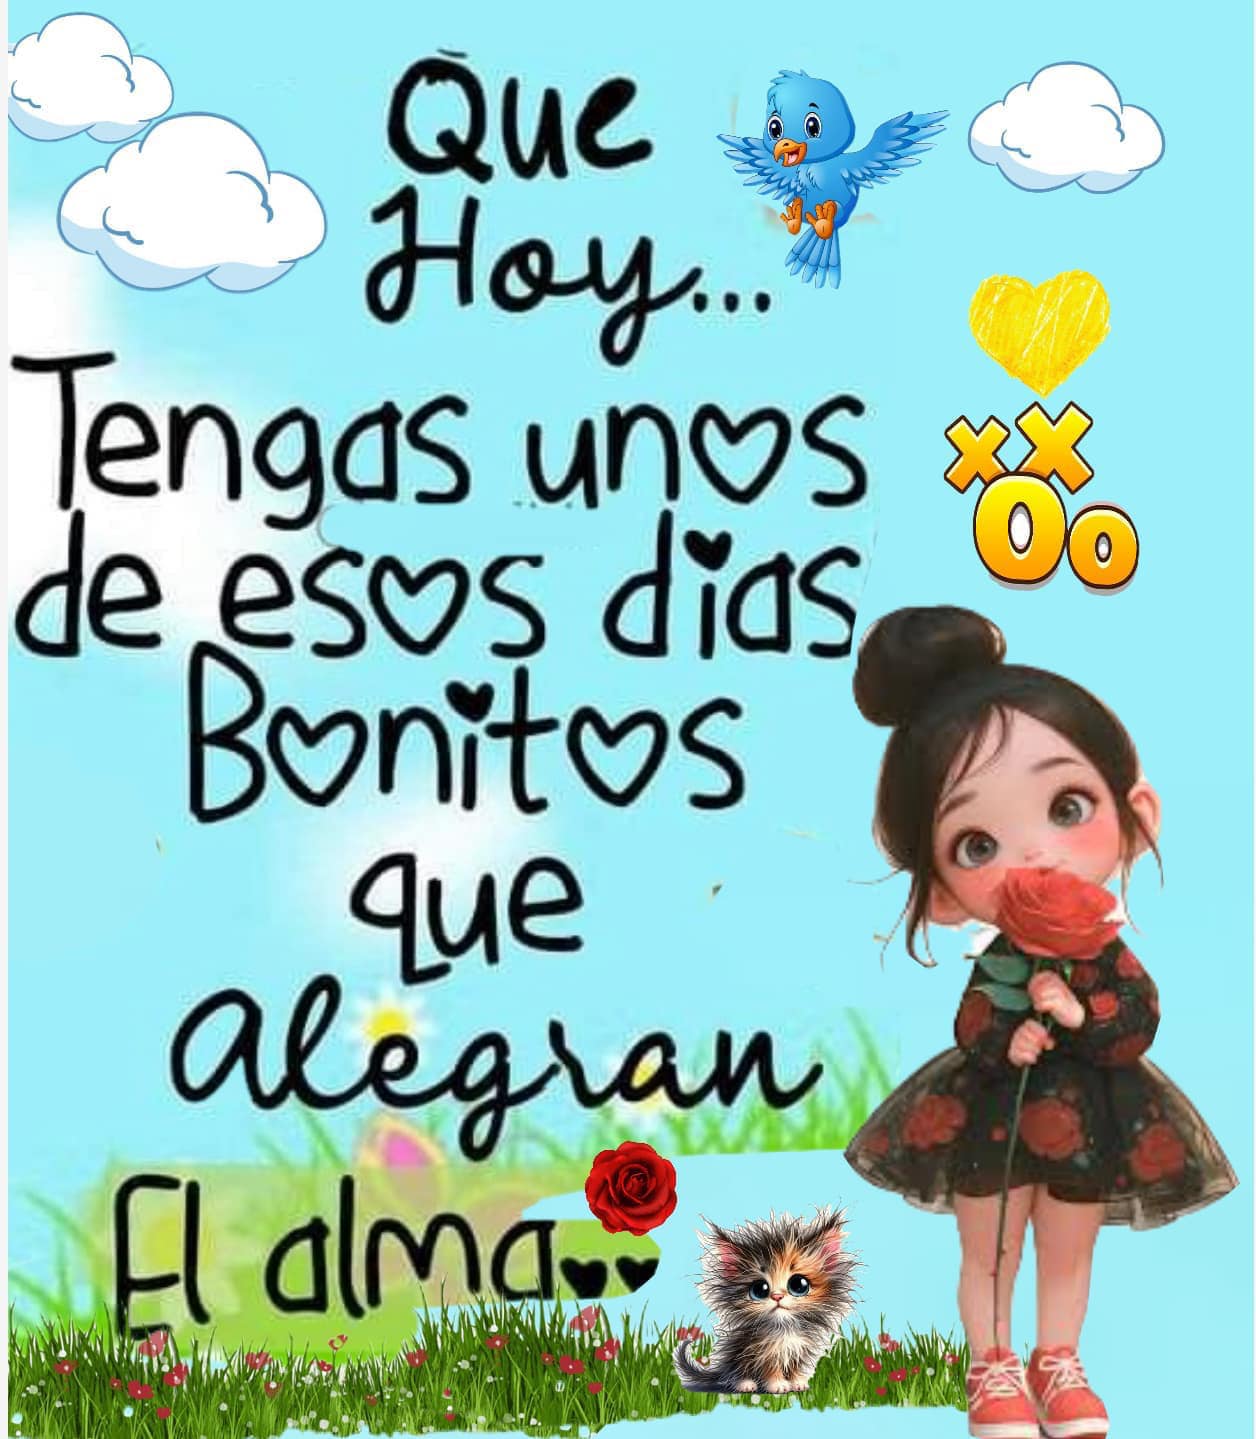 Que
Hoy...
Tengas unos
de esos dias
Bonitos
que
Alegran
El alma..
xX
Oo